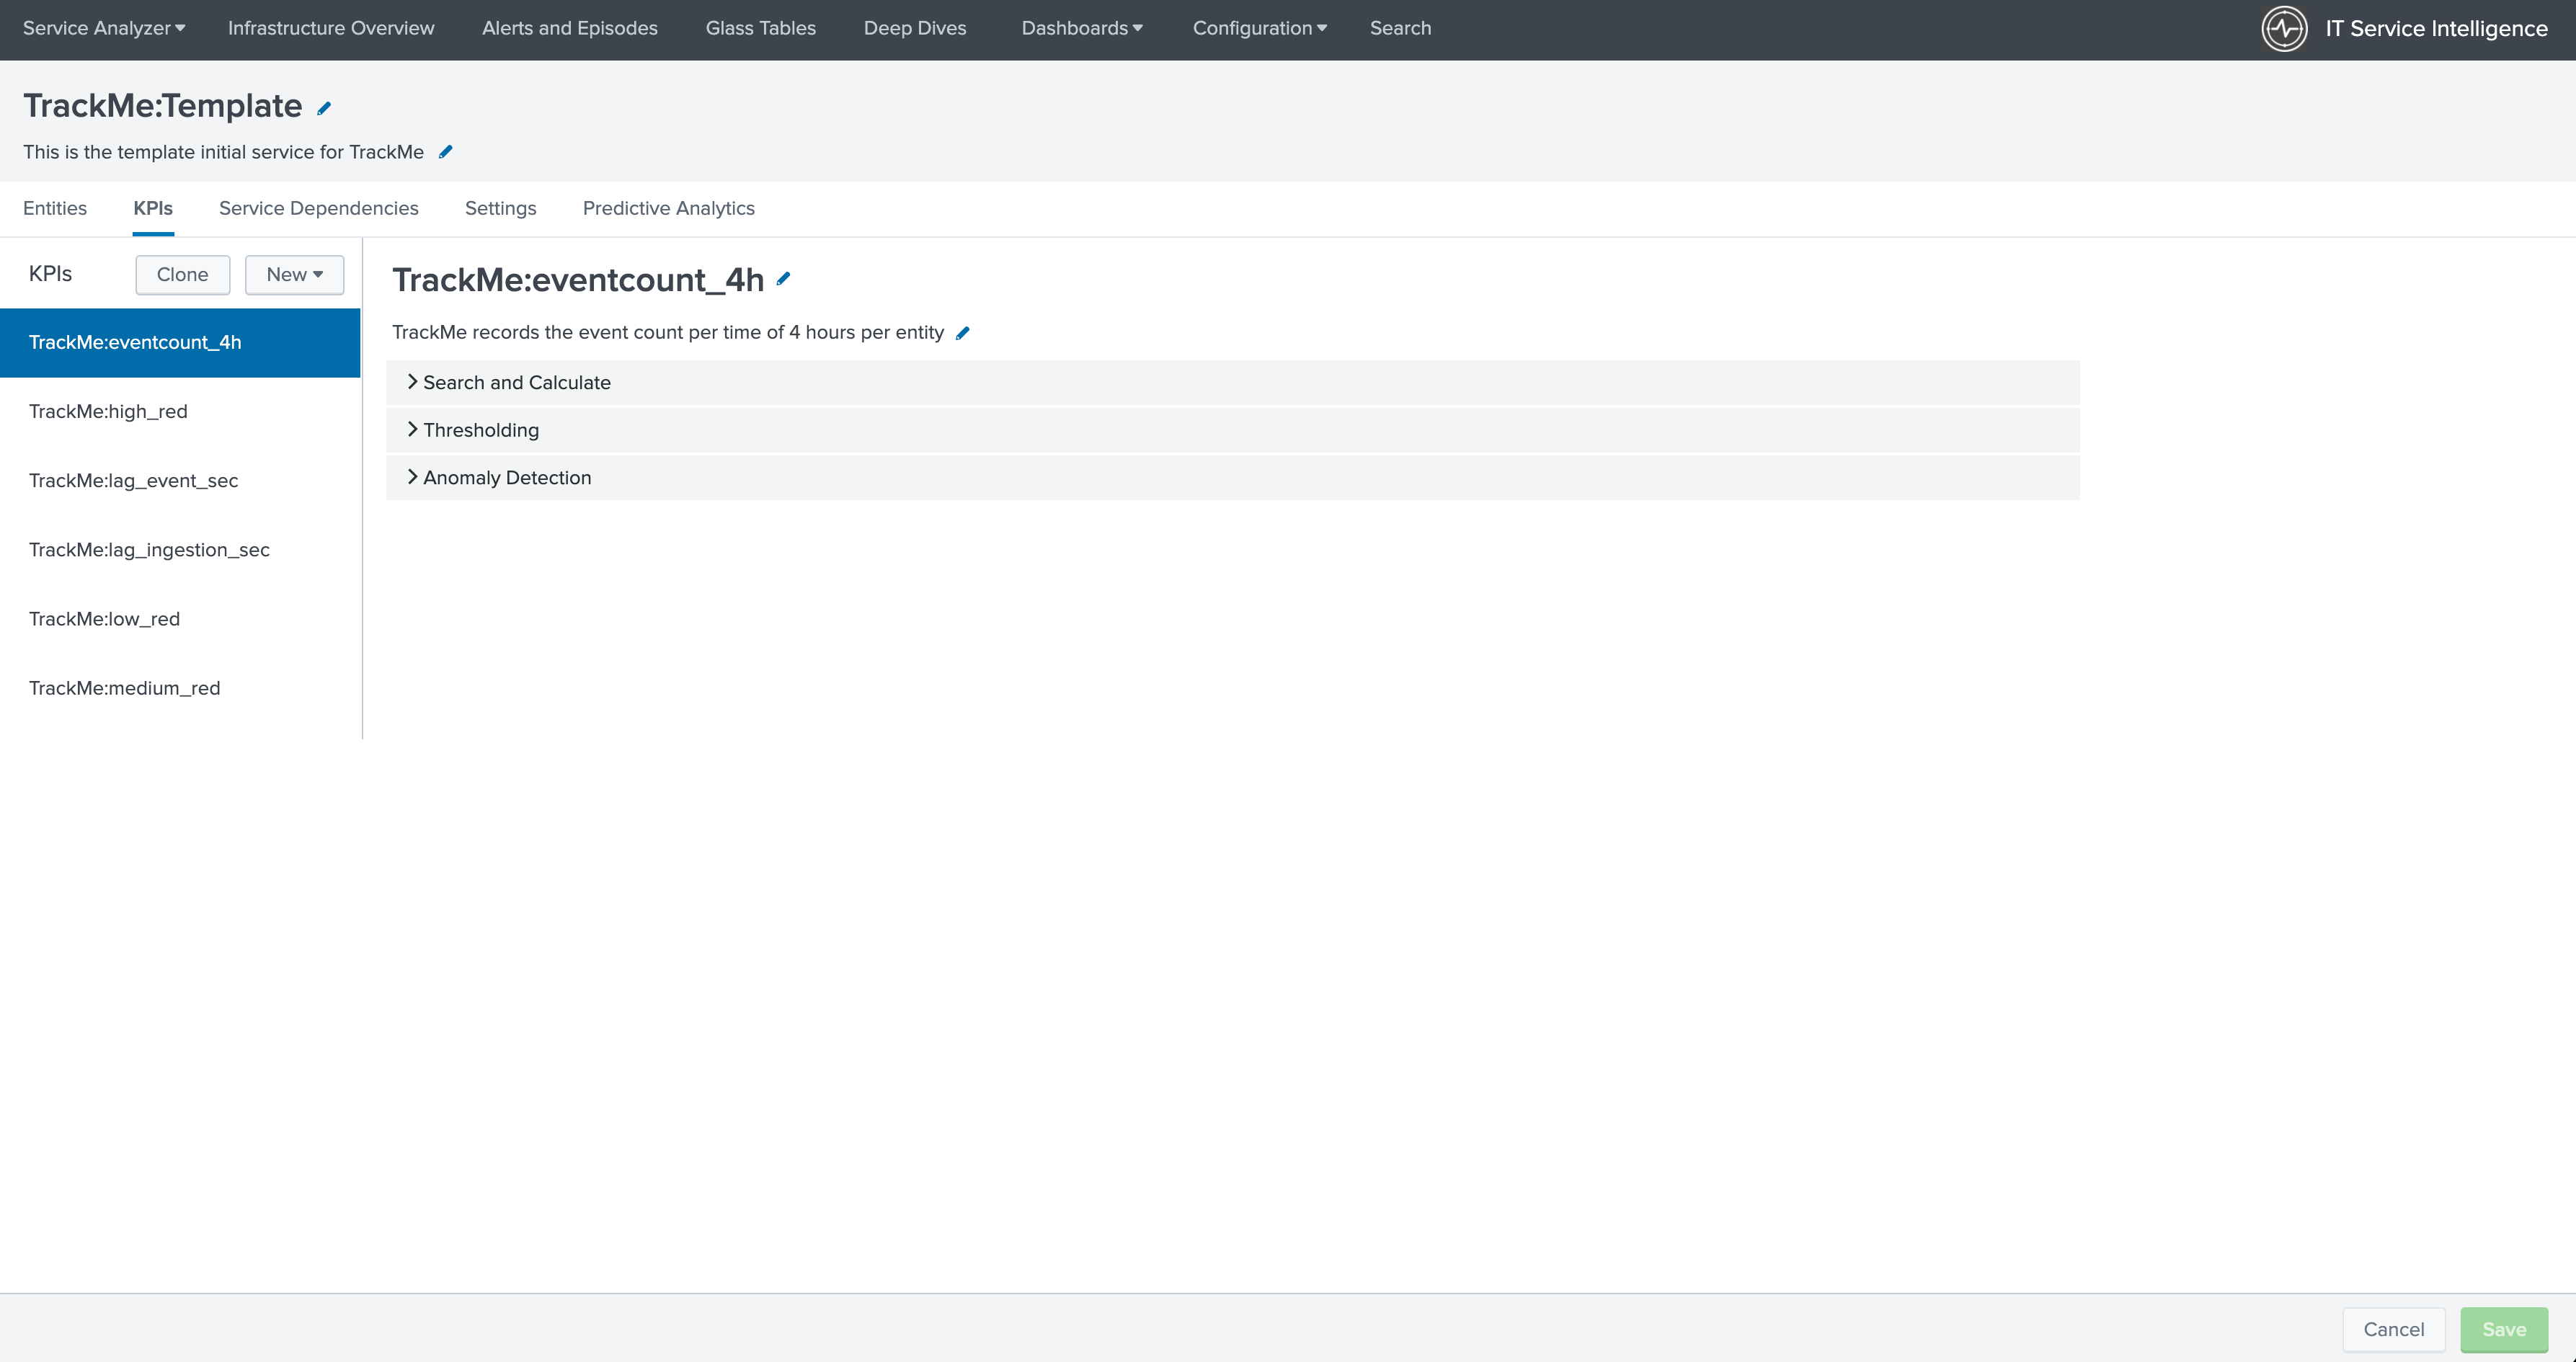 Service Analyzer Infrastructure Overview Alerts and Episodes Glass Tables Deep Dives Dashboards Configuration Search IT Service Intelligence
TrackMe:Template
This is the template initial service for TrackMe
Entities KPIs Service Dependencies Settings Predictive Analytics
KPIs Clone New
TrackMe:eventcount_4h
TrackMe:high_red
TrackMe:lag_event_sec
TrackMe:lag_ingestion_sec
TrackMe:low_red
TrackMe:medium_red
TrackMe:eventcount_4h
TrackMe records the event count per time of 4 hours per entity
Search and Calculate
Thresholding
Anomaly Detection
Cancel Save